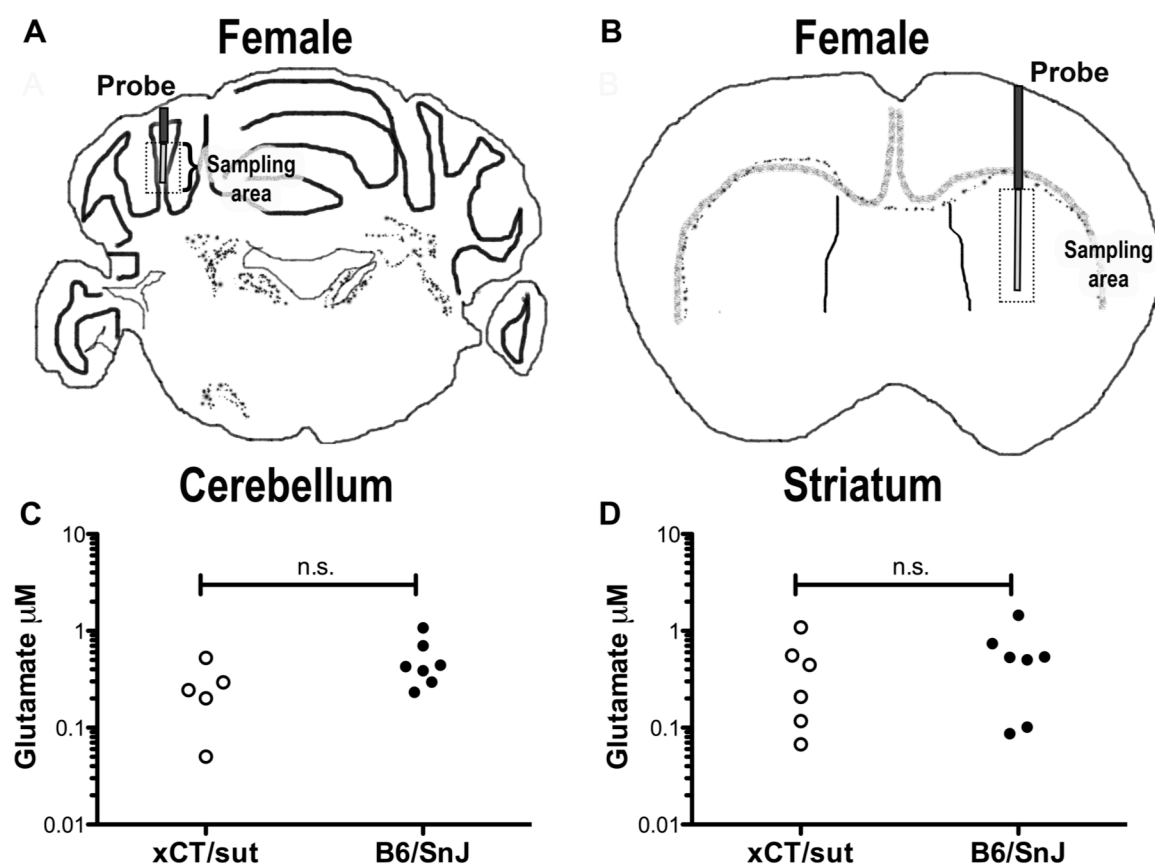 A
Female
A
Probe
Sampling
area
B
Female
B
Probe
Sampling
area
Cerebellum
C
10
1
0.1
0.01
Glutamate μM
n.s.
xCT/sut
B6/SnJ
Striatum
D
10
1
0.1
0.01
Glutamate μM
n.s.
xCT/sut
B6/SnJ